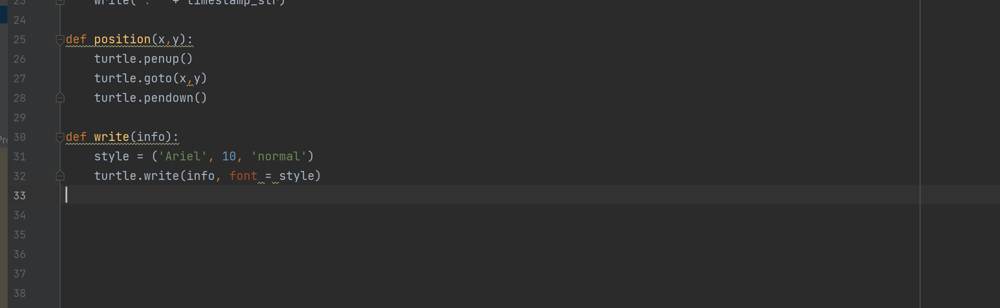 23 write(": " + timestamp_str)
24
25 def position(x,y):
26 turtle.penup()
27 turtle.goto(x,y)
28 turtle.pendown()
29
30 def write(info):
31 style = ('Ariel', 10, 'normal')
32 turtle.write(info, font = style)
33
34
35
36
37
38